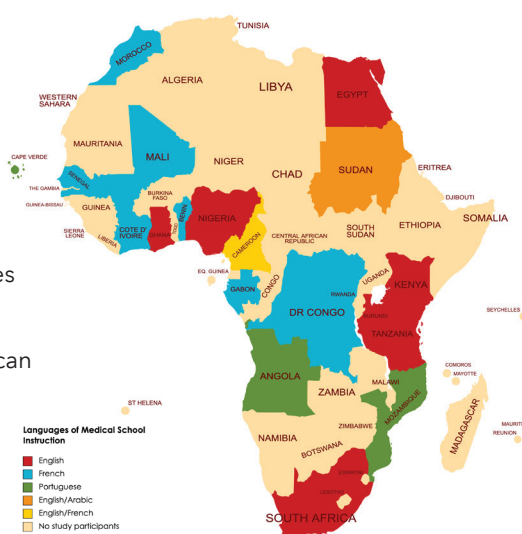 TUNISIA
MOROCCO
ALGERIA
LIBYA
EGYPT
WESTERN
SAHARA
MAURITANIA
MALI
NIGER
CHAD
SUDAN
ERITREA
CAPE VERDE
SENEGAL
THE GAMBIA
GUINEA-BISSAU
GUINEA
BURKINA
FASO
SIERRA
LEONE
LIBERIA
COTE D'
IVOIRE
GHANA
TOGO
BENIN
NIGERIA
CAMEROON
CENTRAL AFRICAN
REPUBLIC
SOUTH
SUDAN
ETHIOPIA
DJIBOUTI
SOMALIA
EQ. GUINEA
GABON
CONGO
DR CONGO
UGANDA
RWANDA
BURUNDI
KENYA
TANZANIA
SEYCHELLES
es
can
ANGOLA
ZAMBIA
MALAWI
MOZAMBIQUE
COMOROS
MAYOTTE
ST HELENA
NAMIBIA
BOTSWANA
ZIMBABWE
MADAGASCAR
MAURIT
REUNION
LESOTHO
SOUTH AFRICA
Languages of Medical School
Instruction
English
French
Portuguese
English/Arabic
English/French
No study participants